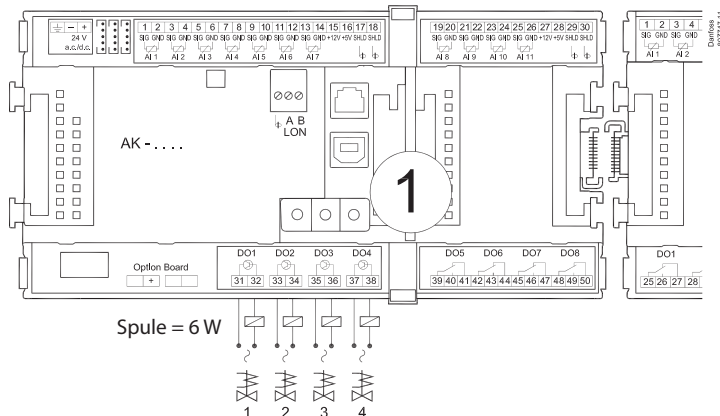 1 2 3 4 5 6 7 8 9 10 11 12 13 14 15 16 17 18
SIG GND SIG GND SIG GND SIG GND SIG GND SIG GND SIG GND +12V +5V SHLD SHLD
AI 1 AI 2 AI 3 AI 4 AI 5 AI 6 AI 7
19 20 21 22 23 24 25 26 27 28 29 30
SIG GND SIG GND SIG GND SIG GND +12V +5V SHLD SHLD
AI 8 AI 9 AI 10 AI 11
1 2 3 4
SIG GND SIG GND
AI 1 AI 2
Danfoss
– +
24 V
a.c./d.c.
A B
LON
AK - . . . .
1
Option Board
+
DO1 DO2 DO3 DO4
31 32 33 34 35 36 37 38
DO5 DO6 DO7 DO8
39 40 41 42 43 44 45 46 47 48 49 50
DO1
25 26 27 28
Spule = 6 W
1 2 3 4